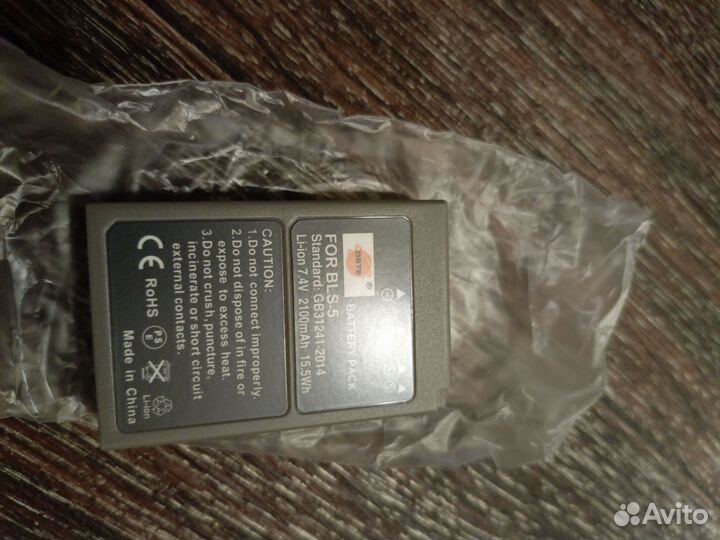 DSTE
®
BATTERY PACK
FOR BLS-5
Standard: GB31241-2014
Li-ion 7.4V 2100mAh 15.5Wh
CAUTION:
1.Do not connect improperly.
2.Do not dispose of in fire or
expose to excess heat.
3.Do not crush, puncture,
incinerate or short circuit
external contacts.
CE RoHS PS E Li-ion
Made in China
Avito